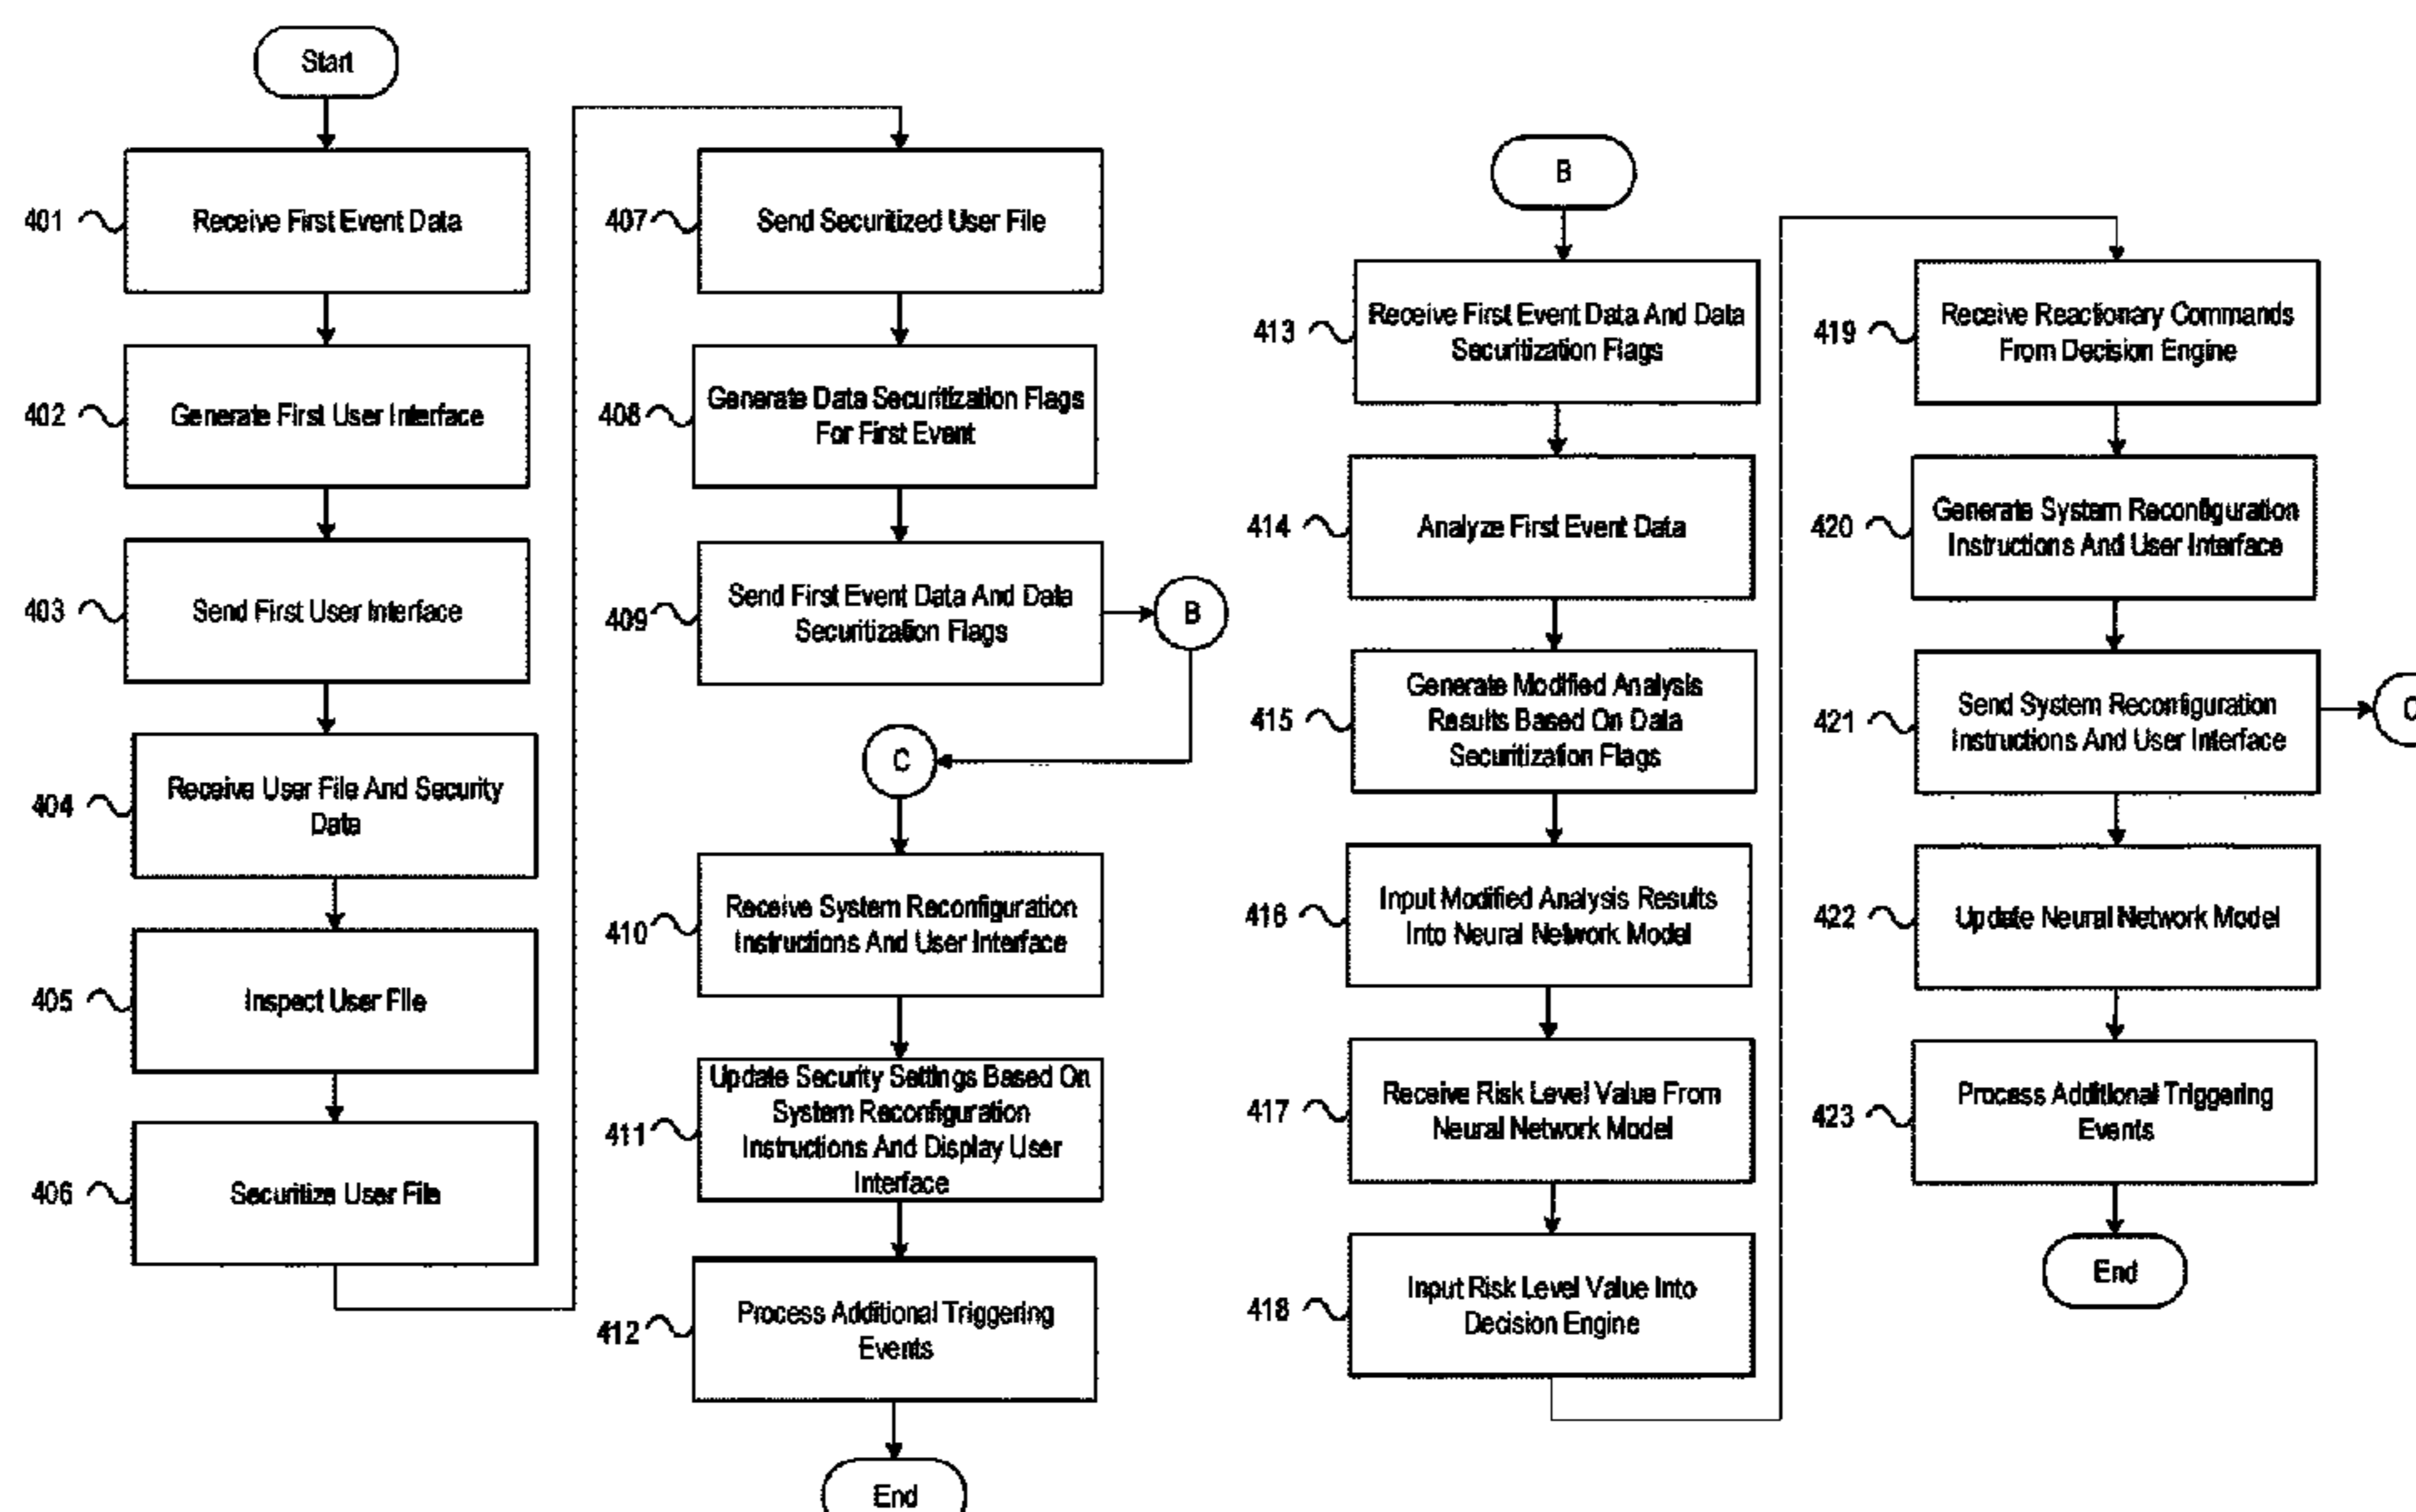 Start
401
Receive First Event Data
402
Generate First User Interface
403
Send First User Interface
404
Receive User File And Security
Data
405
Inspect User File
406
Securitize User File
407
Send Securitized User File
408
Generate Data Securitization Flags
For First Event
409
Send First Event Data And Data
Securitization Flags
B
C
410
Receive System Reconfiguration
Instructions And User Interface
411
Update Security Settings Based On
System Reconfiguration
Instructions And Display User
Interface
412
Process Additional Triggering
Events
End
B
413
Receive First Event Data And Data
Securitization Flags
414
Analyze First Event Data
415
Generate Modified Analysis
Results Based On Data
Securitization Flags
416
Input Modified Analysis Results
Into Neural Network Model
417
Receive Risk Level Value From
Neural Network Model
418
Input Risk Level Value Into
Decision Engine
419
Receive Reactionary Commands
From Decision Engine
420
Generate System Reconfiguration
Instructions And User Interface
421
Send System Reconfiguration
Instructions And User Interface
422
Update Neural Network Model
423
Process Additional Triggering
Events
End